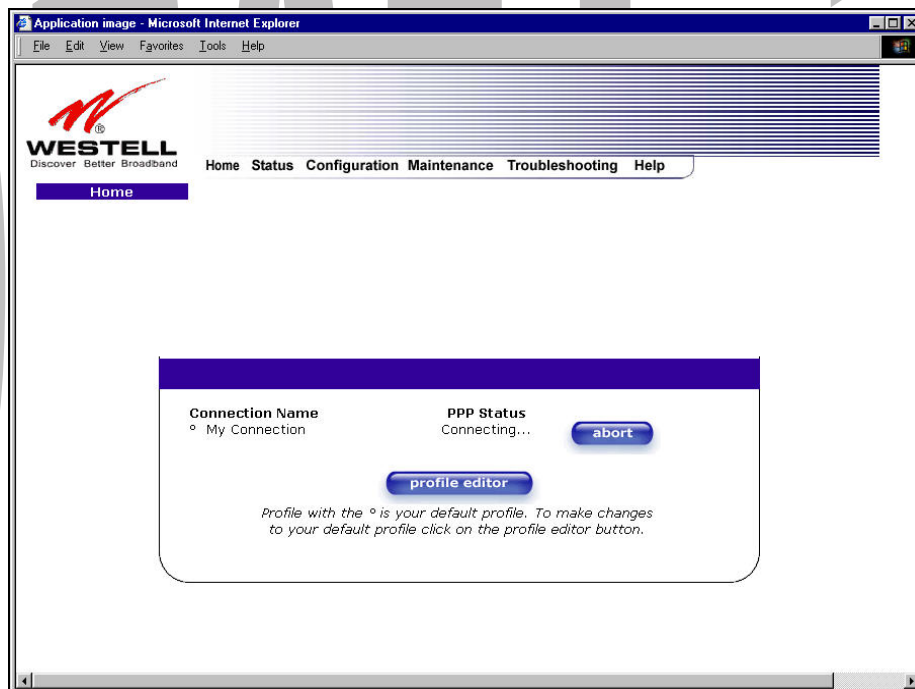 Application image - Microsoft Internet Explorer
File Edit View Favorites Tools Help
®
WESTELL
Discover Better Broadband
Home Status Configuration Maintenance Troubleshooting Help
Home
Connection Name PPP Status
° My Connection Connecting... abort
profile editor
Profile with the ° is your default profile. To make changes
to your default profile click on the profile editor button.